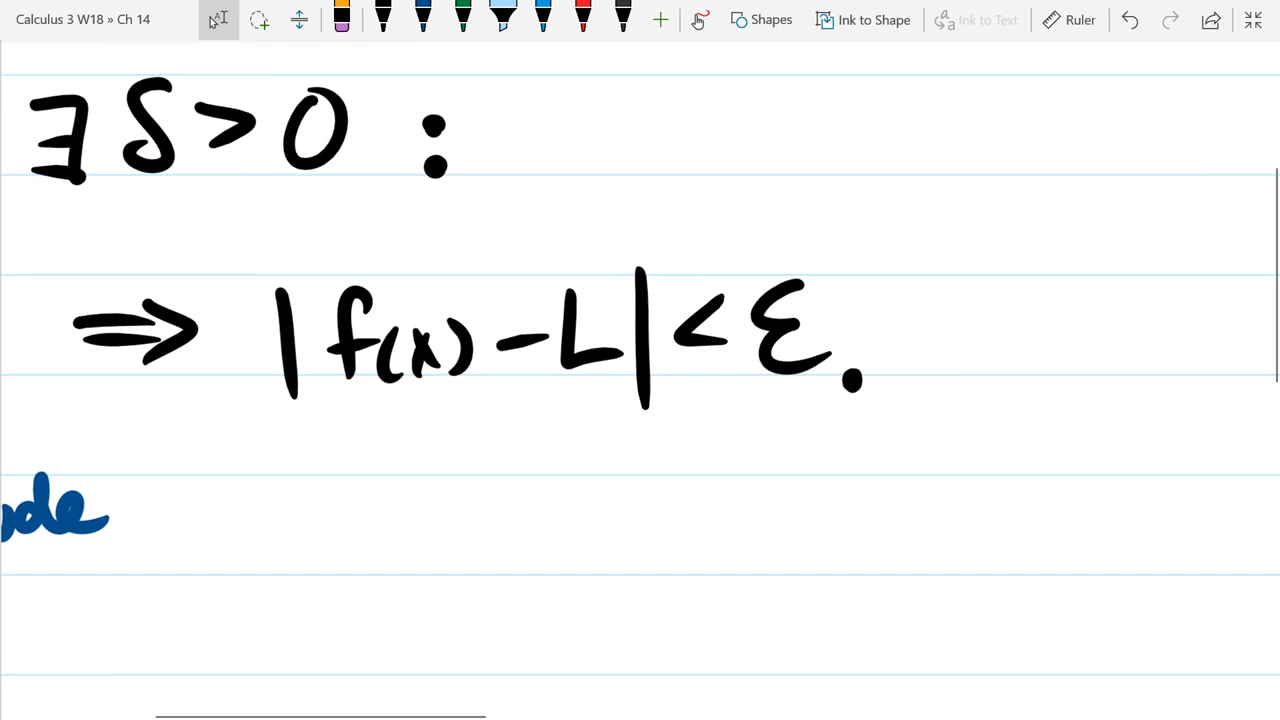 Calculus 3 W18 » Ch 14 Shapes Ink to Shape Ink to Text Ruler
∃ δ > 0 :
⇒ | f(x) - L | < ε .